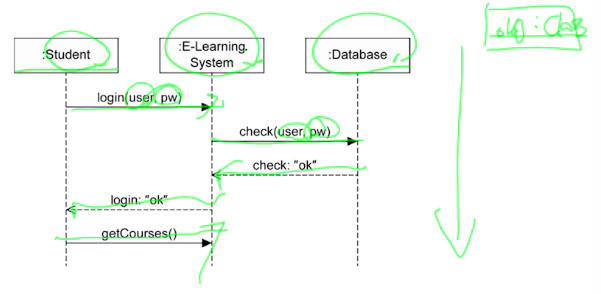 :Student
:E-Learning
System
:Database
obj : Class
login(user, pw)
check(user, pw)
check: "ok"
login: "ok"
getCourses()